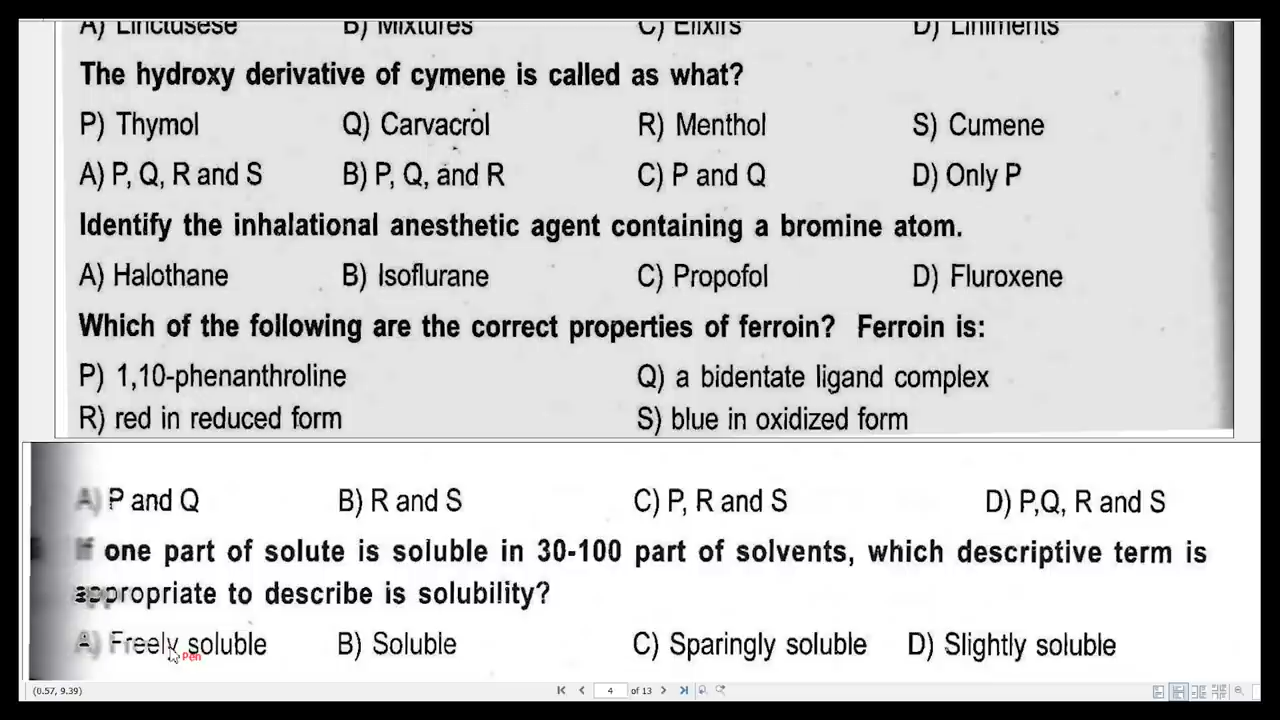 A) Linctusese B) Mixtures C) Elixirs D) Liniments
The hydroxy derivative of cymene is called as what?
P) Thymol Q) Carvacrol R) Menthol S) Cumene
A) P, Q, R and S B) P, Q, and R C) P and Q D) Only P
Identify the inhalational anesthetic agent containing a bromine atom.
A) Halothane B) Isoflurane C) Propofol D) Fluroxene
Which of the following are the correct properties of ferroin? Ferroin is:
P) 1,10-phenanthroline Q) a bidentate ligand complex
R) red in reduced form S) blue in oxidized form
A) P and Q B) R and S C) P, R and S D) P,Q, R and S
If one part of solute is soluble in 30-100 part of solvents, which descriptive term is
appropriate to describe is solubility?
A) Freely soluble B) Soluble C) Sparingly soluble D) Slightly soluble
Pen
(0.57, 9.39) 4 of 13